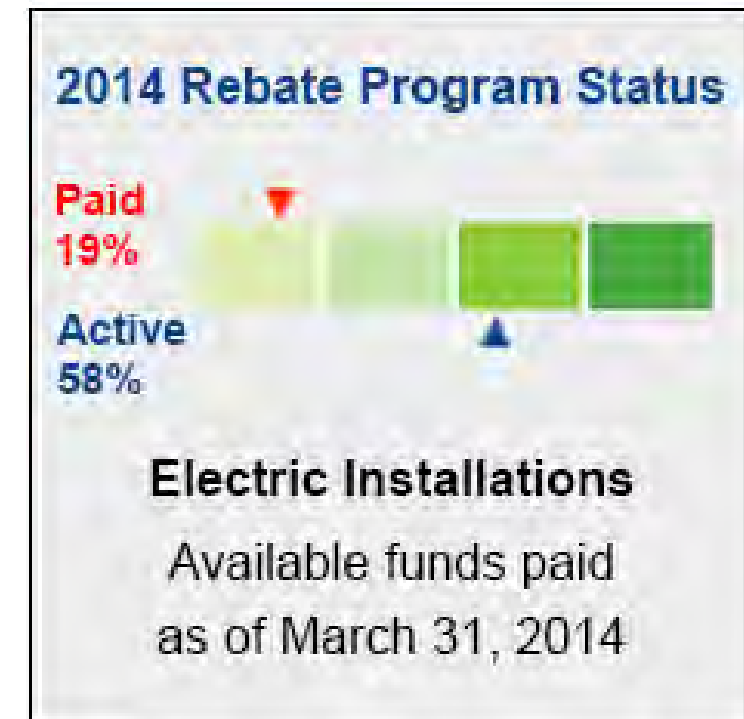 2014 Rebate Program Status
Paid
19%
Active
58%
Electric Installations
Available funds paid
as of March 31, 2014